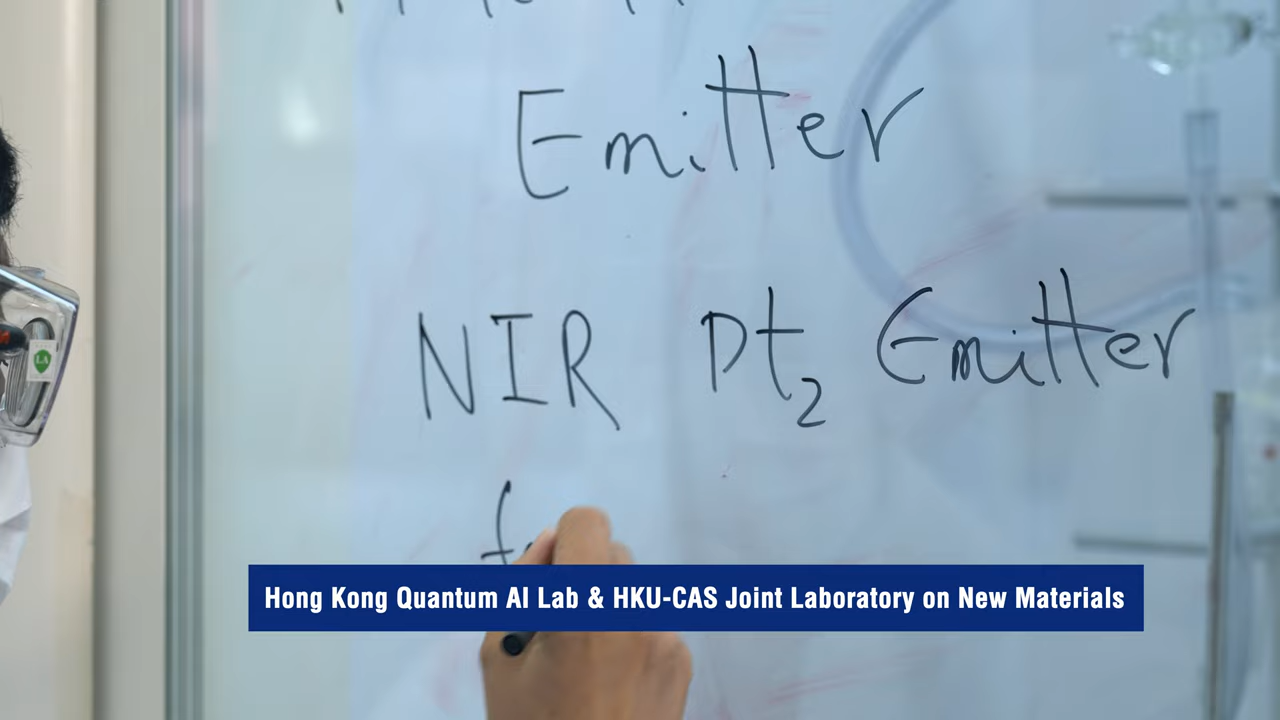 Emitter
NIR Pt₂ Emitter
Hong Kong Quantum AI Lab & HKU-CAS Joint Laboratory on New Materials